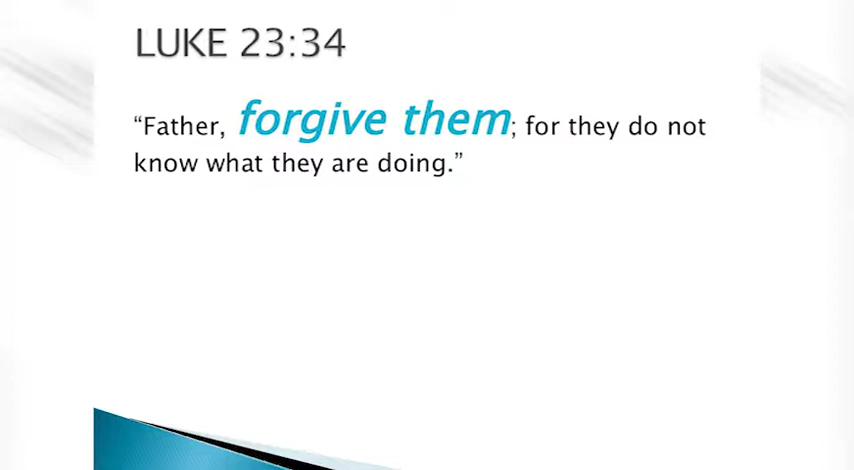 LUKE 23:34
“Father, forgive them; for they do not
know what they are doing.”